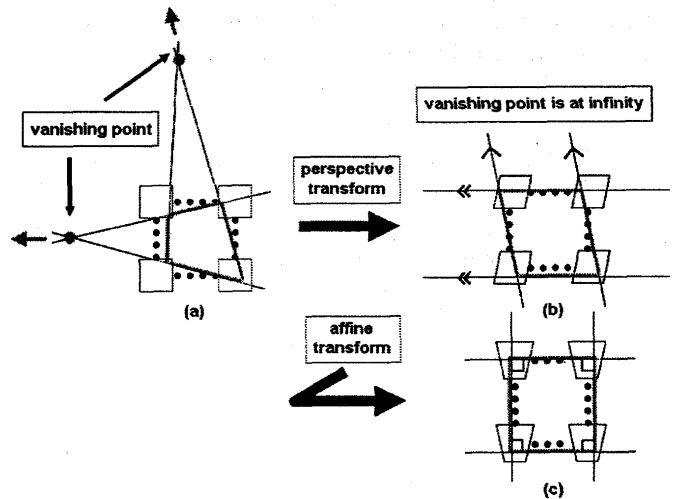 vanishing point
vanishing point is at infinity
perspective
transform
(a)
(b)
affine
transform
(c)